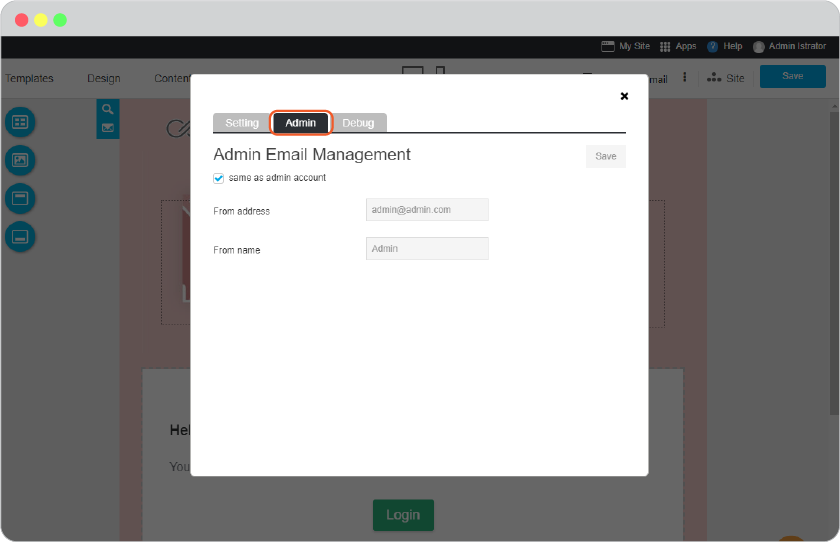 My Site Apps ? Help Admin Istrator
Templates Design Content mail Site Save
Setting Admin Debug
Admin Email Management Save
same as admin account
From address admin@admin.com
From name Admin
Hel
You
Login